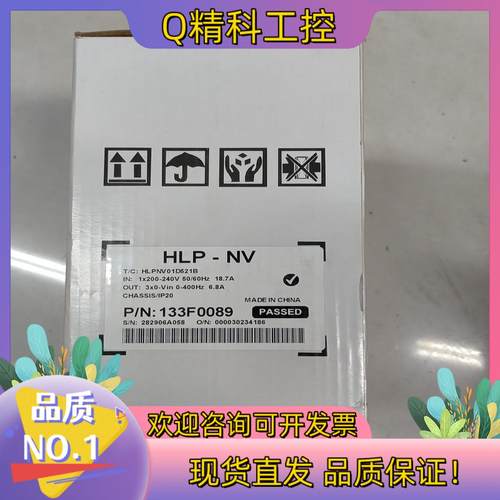 Q精科工控
HLP - NV
T/C: HLPNV01D521B
IN: 1x200-240V 50/60Hz 18.7A
OUT: 3x0-Vin 0-400Hz 6.8A
CHASSIS/IP20
MADE IN CHINA
P/N: 133F0089
PASSED
S/N: 282906A058 O/N: 000030234186
品质
NO.1
欢迎咨询可开发票
现货直发 品质保证!